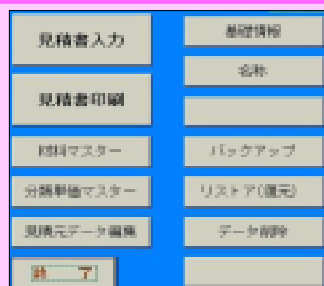 見積書入力
見積書印刷
材料マスター
分類単価マスター
見積元データ編集
終 了
基礎情報
名称
バックアップ
リストア(復元)
データ削除